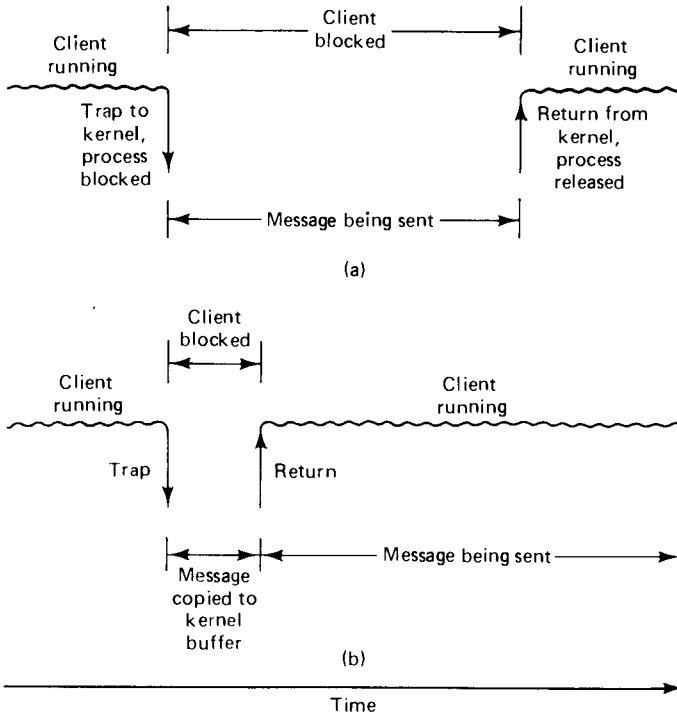 Client
blocked
Client
running
Client
running
Trap to
kernel,
process
blocked
Return from
kernel,
process
released
Message being sent
(a)
Client
blocked
Client
running
Client
running
Trap
Return
Message
copied to
kernel
buffer
Message being sent
(b)
Time